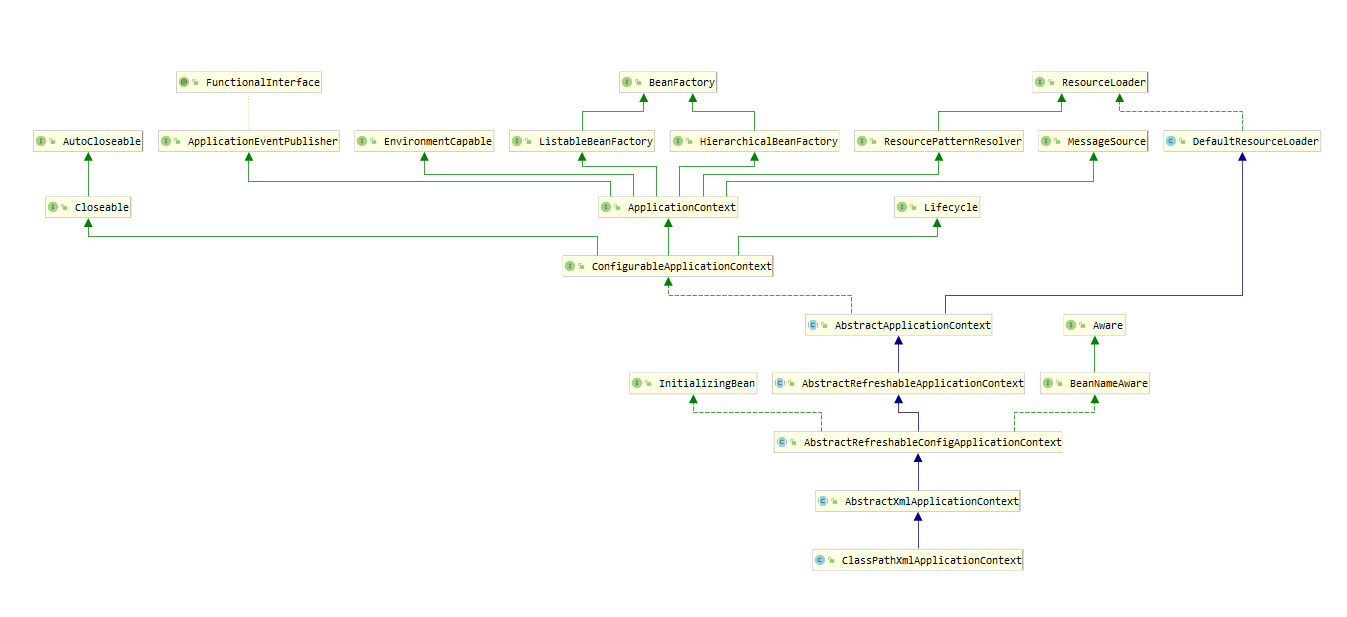 FunctionalInterface
BeanFactory
ResourceLoader
AutoCloseable
ApplicationEventPublisher
EnvironmentCapable
ListableBeanFactory
HierarchicalBeanFactory
ResourcePatternResolver
MessageSource
DefaultResourceLoader
Closeable
ApplicationContext
Lifecycle
ConfigurableApplicationContext
AbstractApplicationContext
Aware
InitializingBean
AbstractRefreshableApplicationContext
BeanNameAware
AbstractRefreshableConfigApplicationContext
AbstractXmlApplicationContext
ClassPathXmlApplicationContext